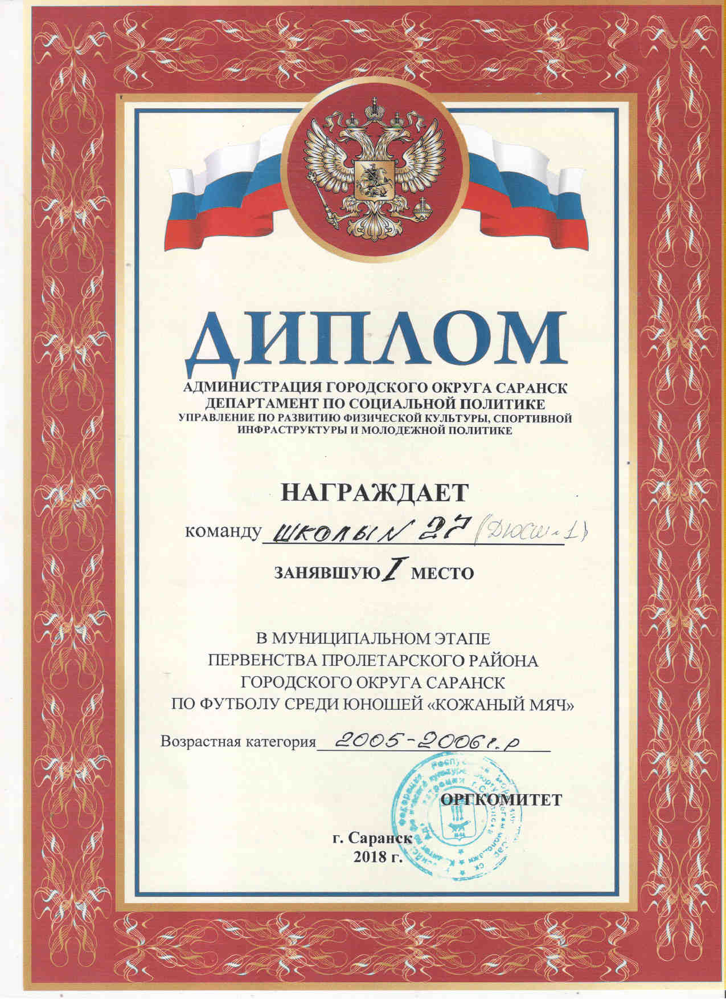 ДИПЛОМ
АДМИНИСТРАЦИЯ ГОРОДСКОГО ОКРУГА САРАНСК
ДЕПАРТАМЕНТ ПО СОЦИАЛЬНОЙ ПОЛИТИКЕ
УПРАВЛЕНИЕ ПО РАЗВИТИЮ ФИЗИЧЕСКОЙ КУЛЬТУРЫ, СПОРТИВНОЙ
ИНФРАСТРУКТУРЫ И МОЛОДЕЖНОЙ ПОЛИТИКЕ
НАГРАЖДАЕТ
команду школы N 27 (ДЮСШ-1)
ЗАНЯВШУЮ I МЕСТО
В МУНИЦИПАЛЬНОМ ЭТАПЕ
ПЕРВЕНСТВА ПРОЛЕТАРСКОГО РАЙОНА
ГОРОДСКОГО ОКРУГА САРАНСК
ПО ФУТБОЛУ СРЕДИ ЮНОШЕЙ «КОЖАНЫЙ МЯЧ»
Возрастная категория 2005-2006 г.р
ОРГКОМИТЕТ
г. Саранск
2018 г.